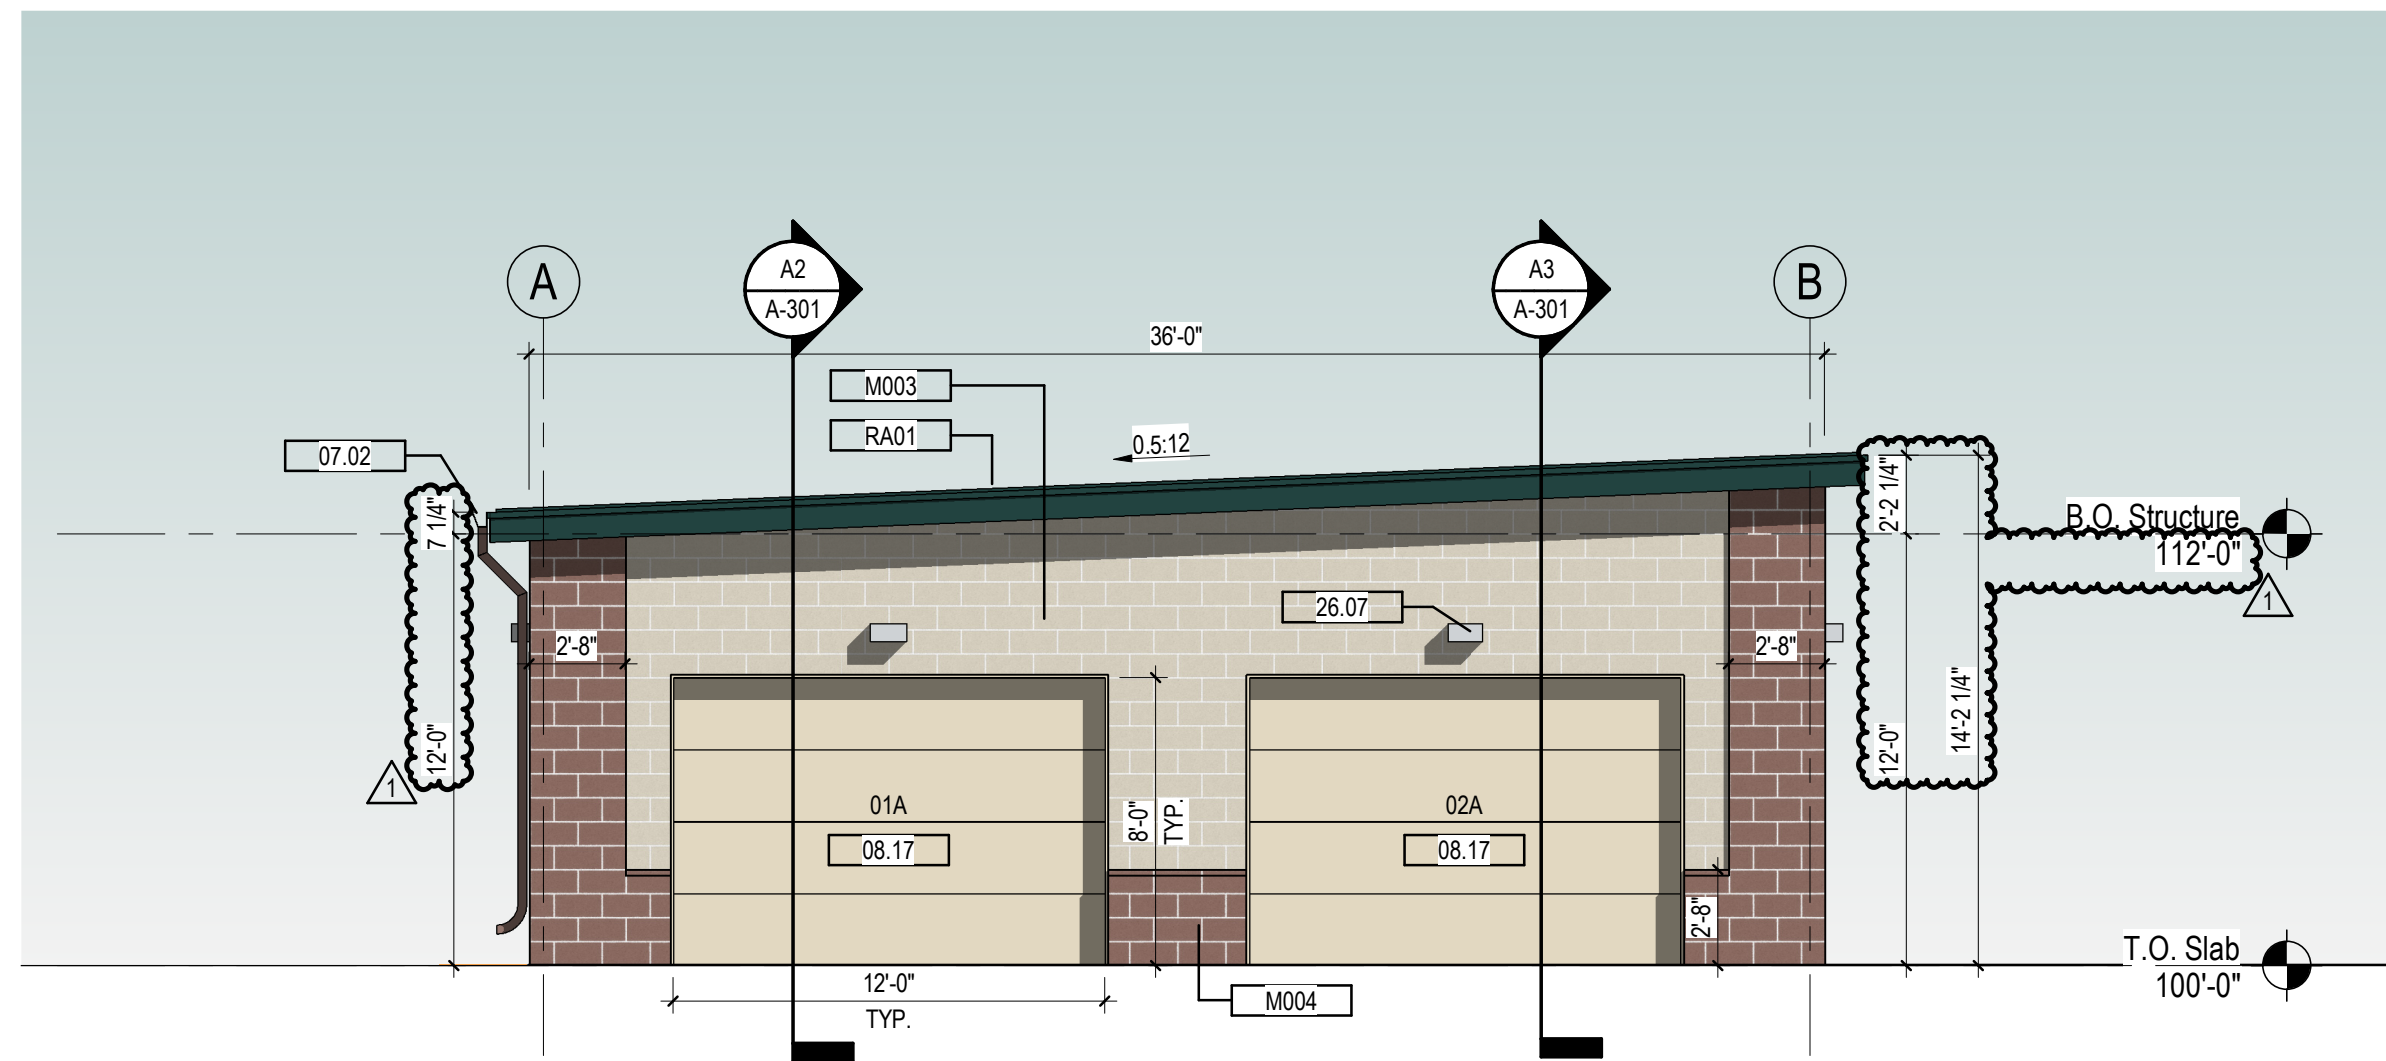 A
A2
A-301
A3
A-301
B
36'-0"
M003
RA01
0.5:12
07.02
7 1/4"
2'-2 1/4"
B.O. Structure
112'-0"
1
26.07
2'-8"
2'-8"
12'-0"
1
12'-0"
14'-2 1/4"
01A
08.17
8'-0"
TYP.
02A
08.17
2'-8"
T.O. Slab
100'-0"
12'-0"
TYP.
M004